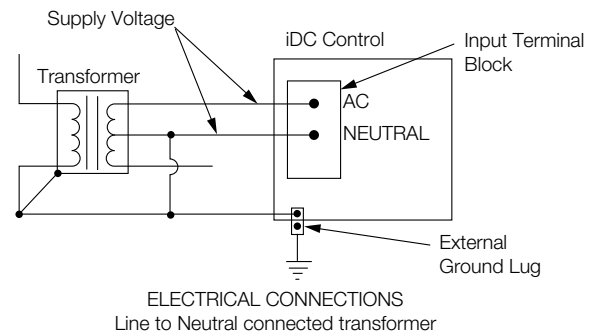 Supply Voltage
iDC Control
Input Terminal
Block
Transformer
AC
NEUTRAL
External
Ground Lug
ELECTRICAL CONNECTIONS
Line to Neutral connected transformer